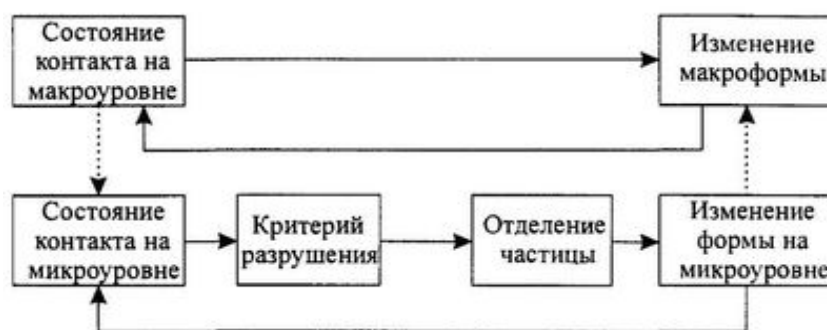 Состояние
контакта на
макроуровне
Изменение
макроформы
Состояние
контакта на
микроуровне
Критерий
разрушения
Отделение
частицы
Изменение
формы на
микроуровне